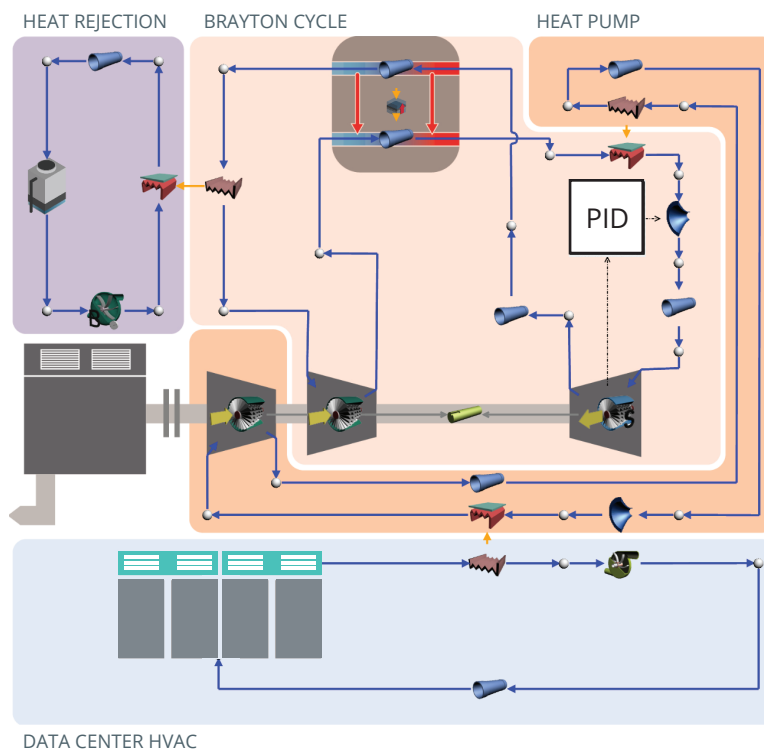 HEAT REJECTION
BRAYTON CYCLE
HEAT PUMP
PID
S
DATA CENTER HVAC